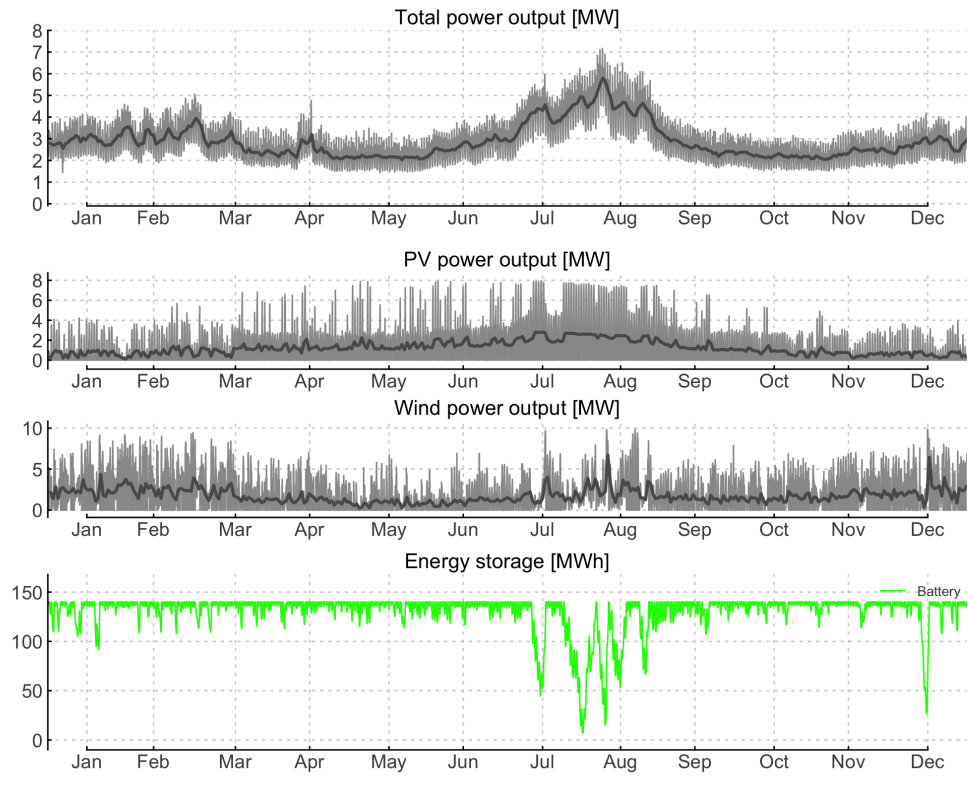 Total power output [MW]
8
7
6
5
4
3
2
1
0
Jan Feb Mar Apr May Jun Jul Aug Sep Oct Nov Dec
PV power output [MW]
8
6
4
2
0
Jan Feb Mar Apr May Jun Jul Aug Sep Oct Nov Dec
Wind power output [MW]
10
5
0
Jan Feb Mar Apr May Jun Jul Aug Sep Oct Nov Dec
Energy storage [MWh]
150
Battery
100
50
0
Jan Feb Mar Apr May Jun Jul Aug Sep Oct Nov Dec